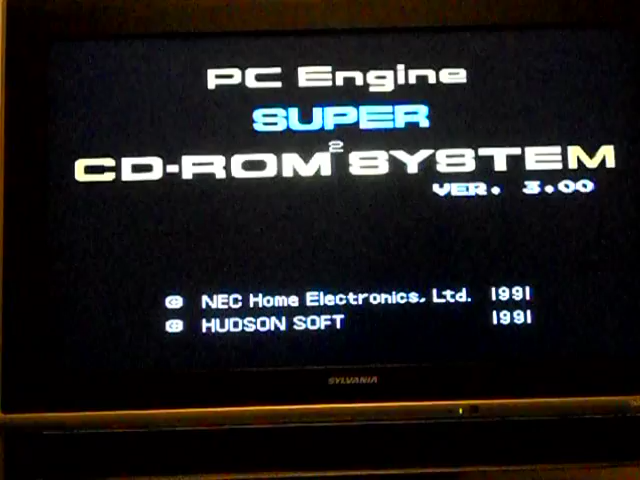 PC Engine
SUPER
CD-ROM² SYSTEM
VER. 3.00
© NEC Home Electronics, Ltd. 1991
© HUDSON SOFT 1991
SYLVANIA